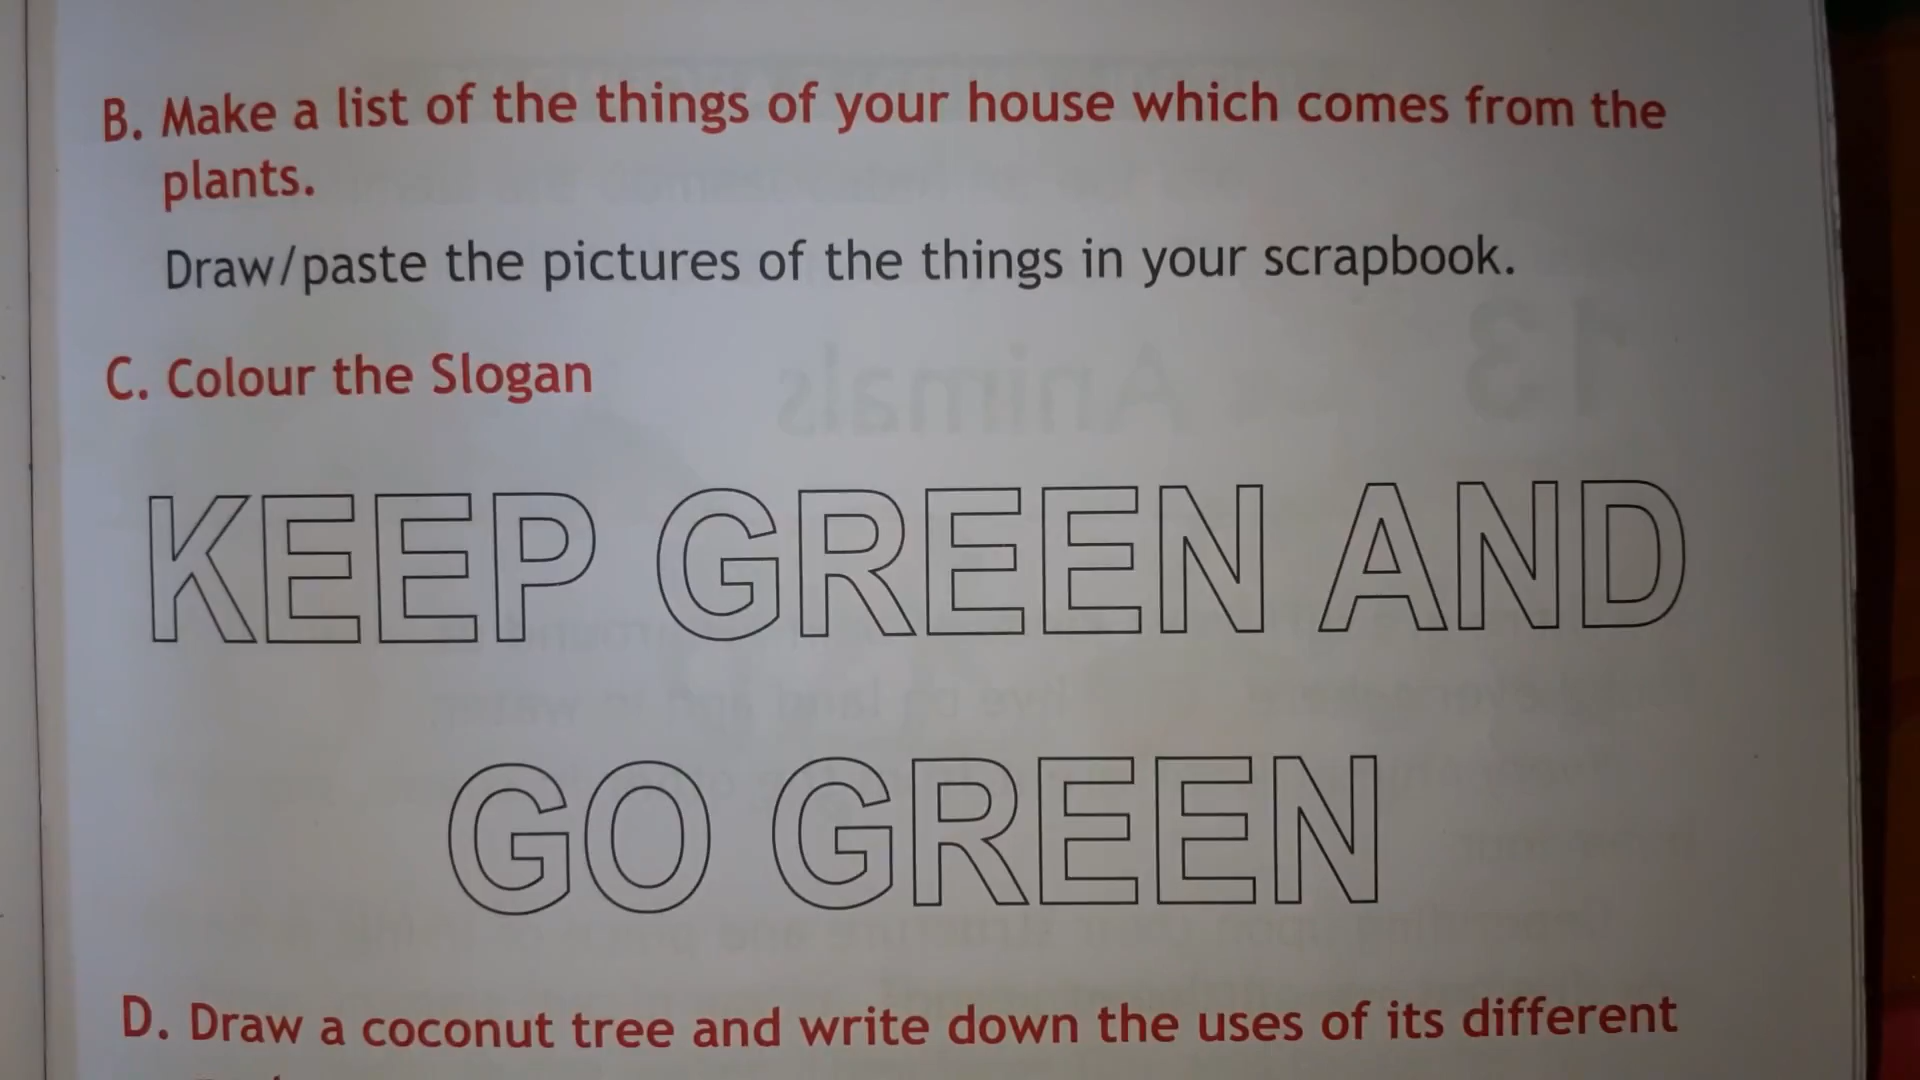 B. Make a list of the things of your house which comes from the
plants.
Draw/paste the pictures of the things in your scrapbook.
C. Colour the Slogan
KEEP GREEN AND
GO GREEN
D. Draw a coconut tree and write down the uses of its different